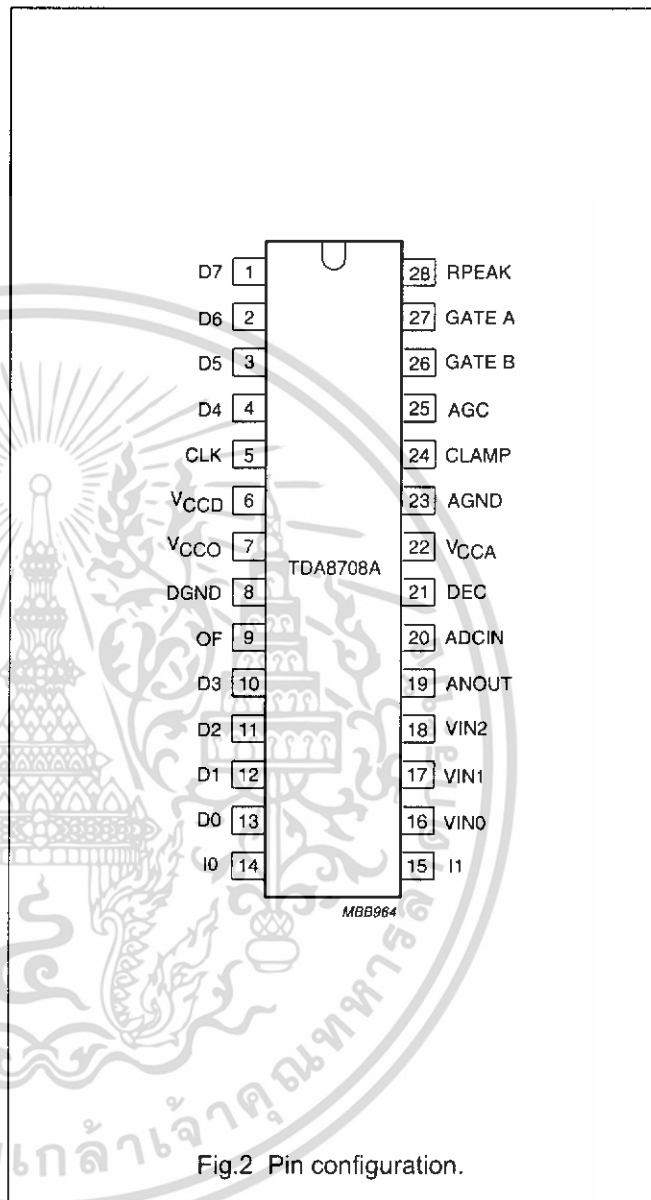 D7 1 28 RPEAK
D6 2 27 GATE A
D5 3 26 GATE B
D4 4 25 AGC
CLK 5 24 CLAMP
VCCD 6 23 AGND
VCCO 7 22 VCCA
TDA8708A
DGND 8 21 DEC
OF 9 20 ADCIN
D3 10 19 ANOUT
D2 11 18 VIN2
D1 12 17 VIN1
D0 13 16 VIN0
I0 14 15 I1
MBB964
Fig.2 Pin configuration.